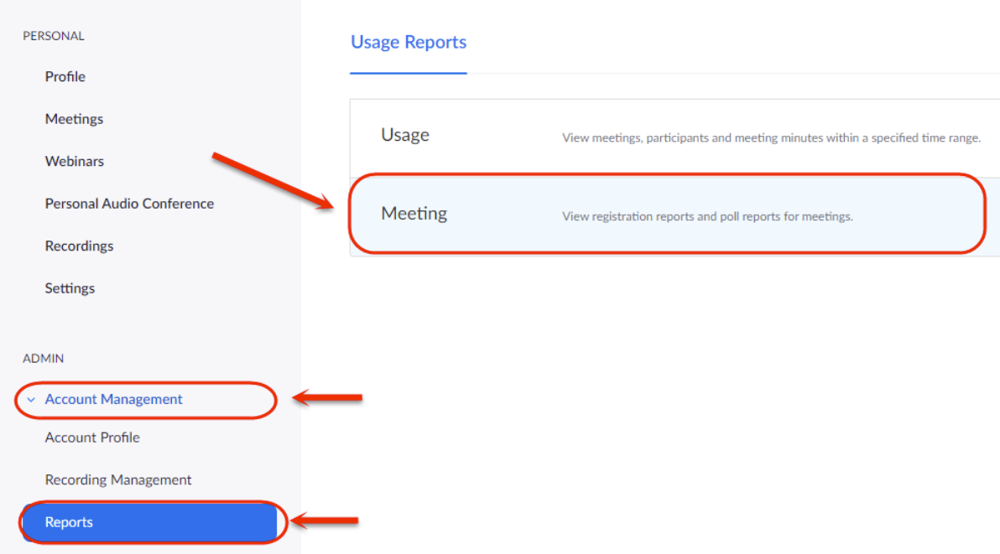 PERSONAL
Profile
Meetings
Webinars
Personal Audio Conference
Recordings
Settings
ADMIN
Account Management
Account Profile
Recording Management
Reports
Usage Reports
Usage
View meetings, participants and meeting minutes within a specified time range.
Meeting
View registration reports and poll reports for meetings.